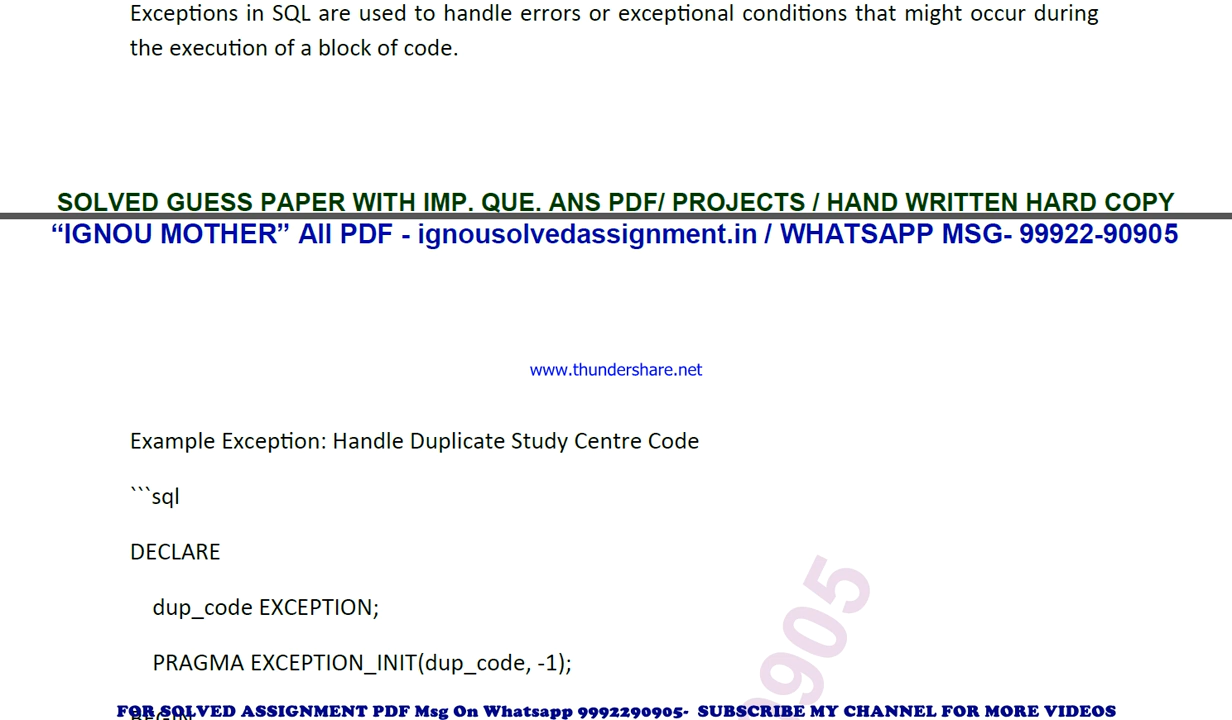 Exceptions in SQL are used to handle errors or exceptional conditions that might occur during
the execution of a block of code.
SOLVED GUESS PAPER WITH IMP. QUE. ANS PDF/ PROJECTS / HAND WRITTEN HARD COPY
“IGNOU MOTHER” All PDF - ignousolvedassignment.in / WHATSAPP MSG- 99922-90905
www.thundershare.net
Example Exception: Handle Duplicate Study Centre Code
```sql
DECLARE
dup_code EXCEPTION;
PRAGMA EXCEPTION_INIT(dup_code, -1);
BEGIN
FOR SOLVED ASSIGNMENT PDF Msg On Whatsapp 9992290905- SUBSCRIBE MY CHANNEL FOR MORE VIDEOS
0905